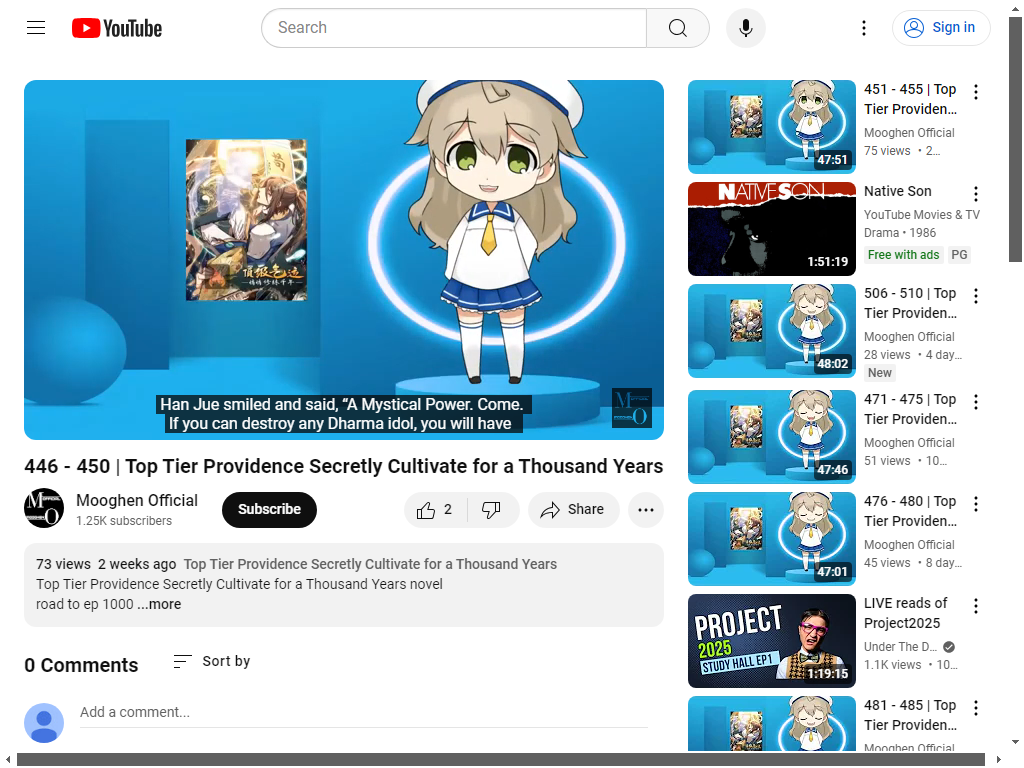 YouTube
Search
Sign in
頂級氣运
Han Jue smiled and said, “A Mystical Power. Come.
If you can destroy any Dharma idol, you will have
446 - 450 | Top Tier Providence Secretly Cultivate for a Thousand Years
Mooghen Official
1.25K subscribers
Subscribe
2
Share
73 views 2 weeks ago Top Tier Providence Secretly Cultivate for a Thousand Years
Top Tier Providence Secretly Cultivate for a Thousand Years novel
road to ep 1000 ...more
0 Comments
Sort by
Add a comment...
47:51
451 - 455 | Top
Tier Providen...
Mooghen Official
75 views • 2...
NATIVE SON
1:51:19
Native Son
YouTube Movies & TV
Drama • 1986
Free with ads PG
48:02
506 - 510 | Top
Tier Providen...
Mooghen Official
28 views • 4 day...
New
47:46
471 - 475 | Top
Tier Providen...
Mooghen Official
51 views • 10...
47:01
476 - 480 | Top
Tier Providen...
Mooghen Official
45 views • 8 day...
PROJECT
2025
STUDY HALL EP1
1:19:15
LIVE reads of
Project2025
Under The D...
1.1K views • 10...
481 - 485 | Top
Tier Providen...
Mooghen Official